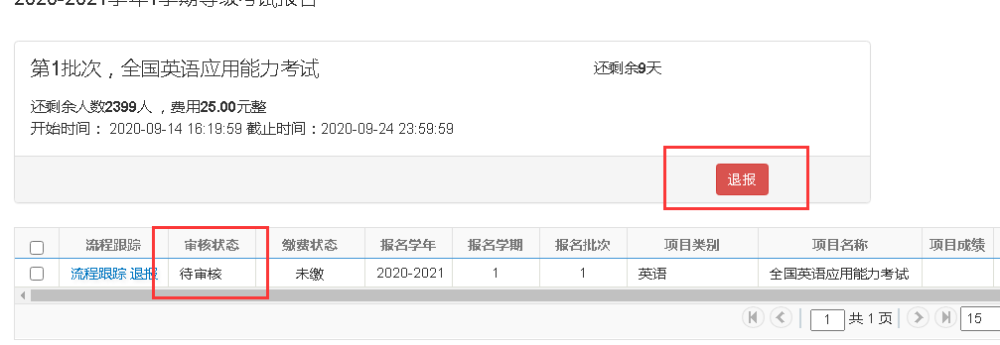 2020-2021学年1学期等级考试报名
第1批次，全国英语应用能力考试
还剩余9天
还剩余人数2399人 ，费用25.00元整
开始时间： 2020-09-14 16:19:59 截止时间：2020-09-24 23:59:59
退报
流程跟踪 审核状态 缴费状态 报名学年 报名学期 报名批次 项目类别 项目名称 项目成绩
流程跟踪 退报 待审核 未缴 2020-2021 1 1 英语 全国英语应用能力考试
1 共 1 页 15